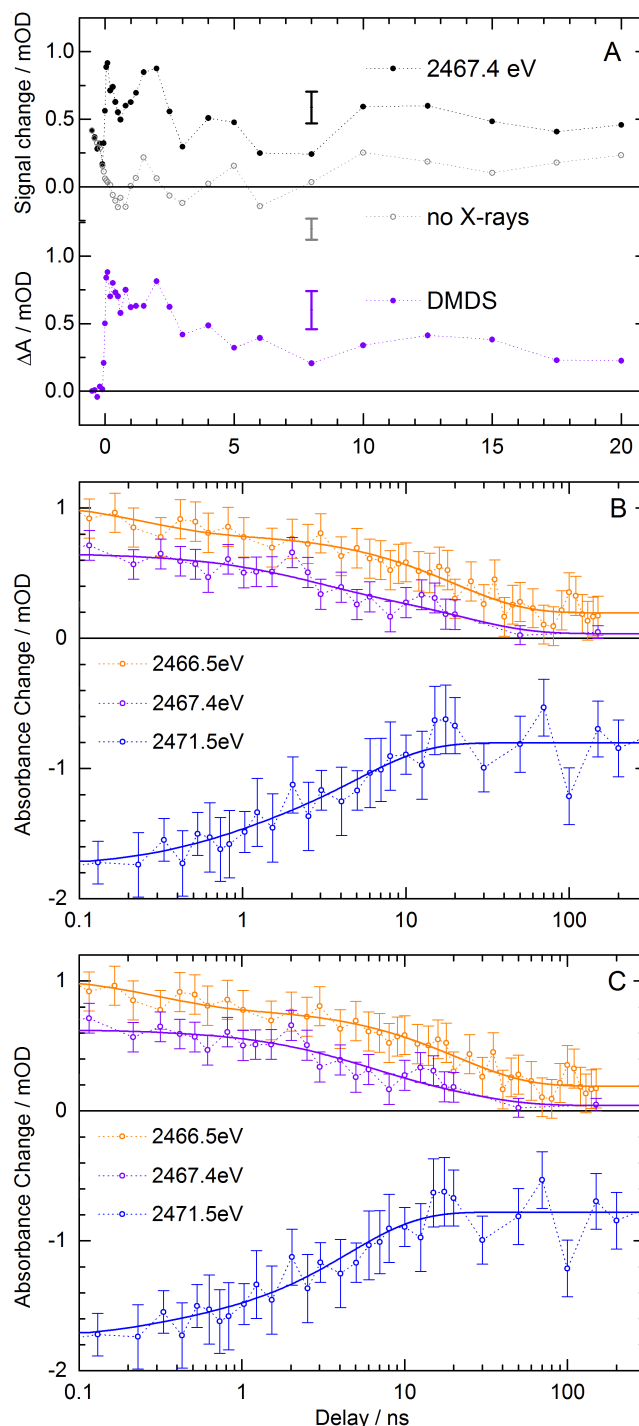 A
Signal change / mOD
1.0
0.5
0.0
2467.4 eV
no X-rays
ΔA / mOD
1.0
0.5
0.0
DMDS
0 5 10 15 20
B
Absorbance Change / mOD
1
0
-1
-2
2466.5eV
2467.4eV
2471.5eV
0.1 1 10 100
C
Absorbance Change / mOD
1
0
-1
-2
2466.5eV
2467.4eV
2471.5eV
0.1 1 10 100
Delay / ns